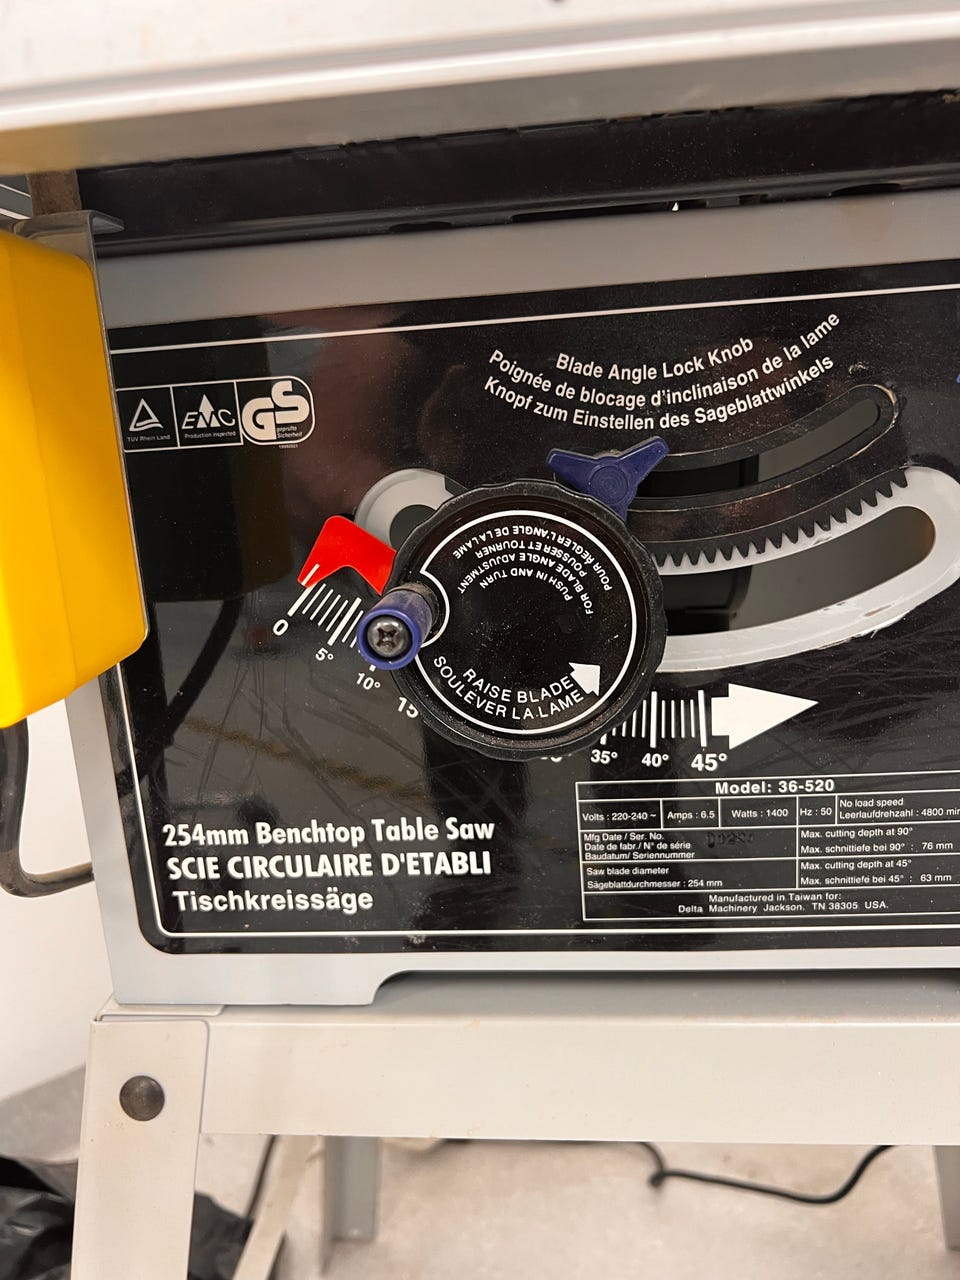 Blade Angle Lock Knob
Poignée de blocage d'inclinaison de la lame
Knopf zum Einstellen des Sageblattwinkels
TUV Rhein Land
EMC
Production inspected
GS
geprufte
Sicherheit
POUR REGLER L'ANGLE DE LA LAME
POUSSER ET TOURNER
FOR BLADE ANGLE ADJUSTMENT
PUSH IN AND TURN
RAISE BLADE
SOULEVER LA LAME
0 5° 10° 15 35° 40° 45°
254mm Benchtop Table Saw
SCIE CIRCULAIRE D'ETABLI
Tischkreissäge
Model: 36-520
Volts : 220-240 ~ Amps : 6.5 Watts : 1400 Hz : 50 No load speed
Leerlaufdrehzahl : 4800 min
Mfg Date / Ser. No.
Date de fabr./ N° de série
Baudatum/ Seriennummer
Max. cutting depth at 90°
Max. schnittiefe bei 90° : 76 mm
Saw blade diameter
Sägeblattdurchmesser : 254 mm
Max. cutting depth at 45°
Max. schnittiefe bei 45° : 63 mm
Manufactured in Taiwan for:
Delta Machinery Jackson, TN 38305 USA.